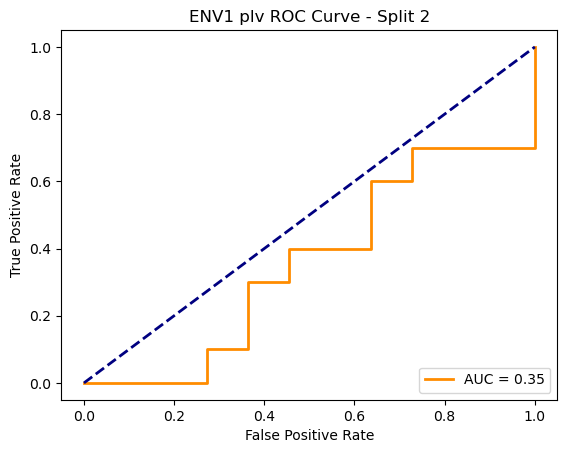 ENV1 plv ROC Curve - Split 2
True Positive Rate
1.0
0.8
0.6
0.4
0.2
0.0
AUC = 0.35
0.0 0.2 0.4 0.6 0.8 1.0
False Positive Rate